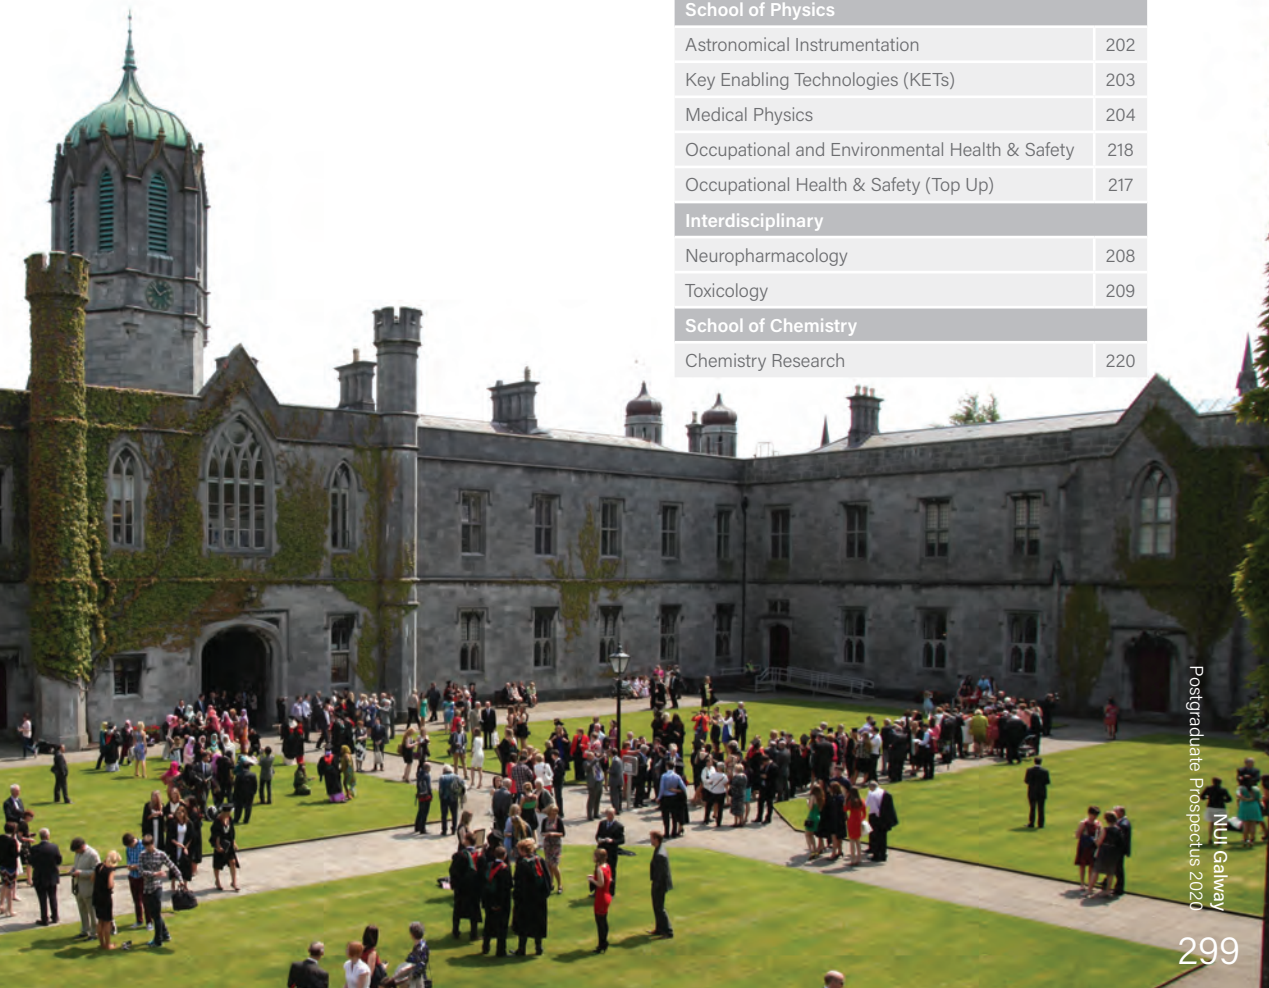 School of Physics
Astronomical Instrumentation 202
Key Enabling Technologies (KETs) 203
Medical Physics 204
Occupational and Environmental Health & Safety 218
Occupational Health & Safety (Top Up) 217
Interdisciplinary
Neuropharmacology 208
Toxicology 209
School of Chemistry
Chemistry Research 220
NUI Galway
Postgraduate Prospectus 2020
299